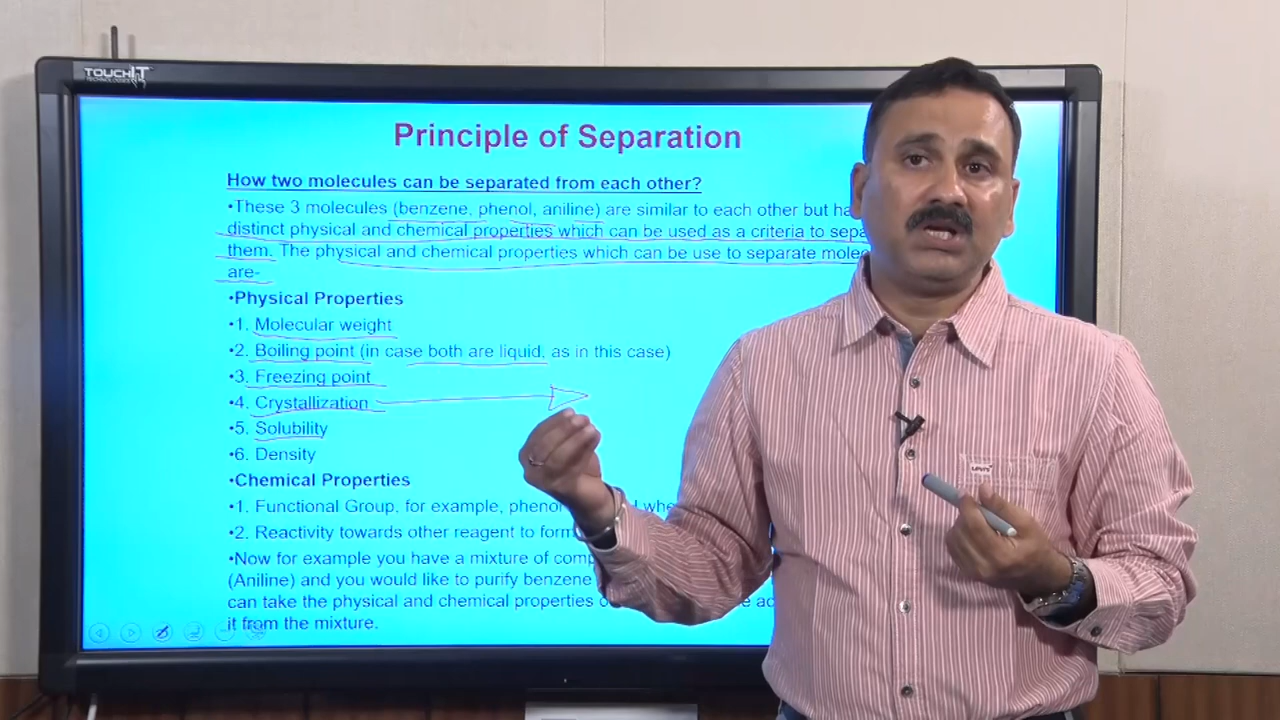 TOUCHIT
TECHNOLOGIES
Principle of Separation
How two molecules can be separated from each other?
•These 3 molecules (benzene, phenol, aniline) are similar to each other but ha
distinct physical and chemical properties which can be used as a criteria to sepa
them. The physical and chemical properties which can be use to separate molec
are-
•Physical Properties
•1. Molecular weight
•2. Boiling point (in case both are liquid, as in this case)
•3. Freezing point
•4. Crystallization
•5. Solubility
•6. Density
•Chemical Properties
•1. Functional Group, for example, pheno
•2. Reactivity towards other reagent to form
•Now for example you have a mixture of comp
(Aniline) and you would like to purify benzene
can take the physical and chemical properties
it from the mixture.
Levi's